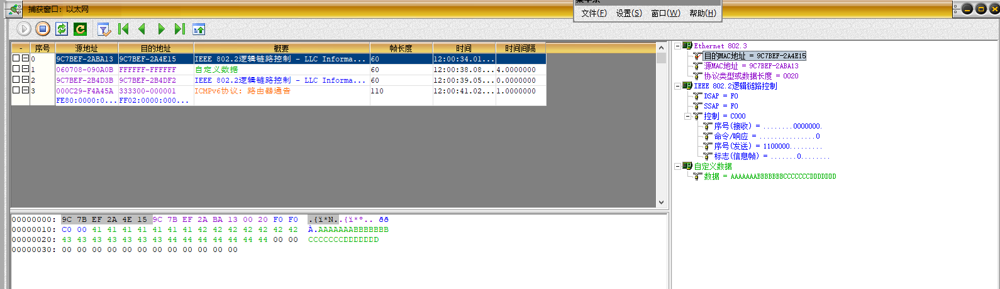 捕获窗口: 以太网
文件(F) 设置(S) 窗口(W) 帮助(H)
- 序号 源地址 目的地址 概要 帧长度 时间 时间间隔
0 9C7BEF-2ABA13 9C7BEF-2A4E15 IEEE 802.2逻辑链路控制 - LLC Informa... 60 12:00:34.01...
1 060708-090A0B FFFFFF-FFFFFF 自定义数据 60 12:00:38.08... 4.0000000
2 9C7BEF-2B4D3B 9C7BEF-2B4DF2 IEEE 802.2逻辑链路控制 - LLC Informa... 60 12:00:39.05... 1.0000000
3 000C29-F4A45A 333300-000001 ICMPv6协议: 路由器通告 110 12:00:41.02... 1.0000000
FE80:0000:0... FF02:0000:000...
Ethernet 802.3
目的MAC地址 = 9C7BEF-2A4E15
源MAC地址 = 9C7BEF-2ABA13
协议类型或数据长度 = 0020
IEEE 802.2逻辑链路控制
DSAP = F0
SSAP = F0
控制 = C000
序号(接收) = ........0000000.
命令/响应 = ...............0
序号(发送) = 1100000.........
标志(信息帧) = .......0........
自定义数据
数据 = AAAAAAABBBBBBBCCCCCCCDDDDDDD
00000000: 9C 7B EF 2A 4E 15 9C 7B EF 2A BA 13 00 20 F0 F0 .{ï*N..{ï*º.. ðð
00000010: C0 00 41 41 41 41 41 41 41 42 42 42 42 42 42 42 À.AAAAAAABBBBBBB
00000020: 43 43 43 43 43 43 43 44 44 44 44 44 44 44 00 00 CCCCCCCDDDDDDD
00000030: 00 00 00 00 00 00 00 00 00 00 00 00